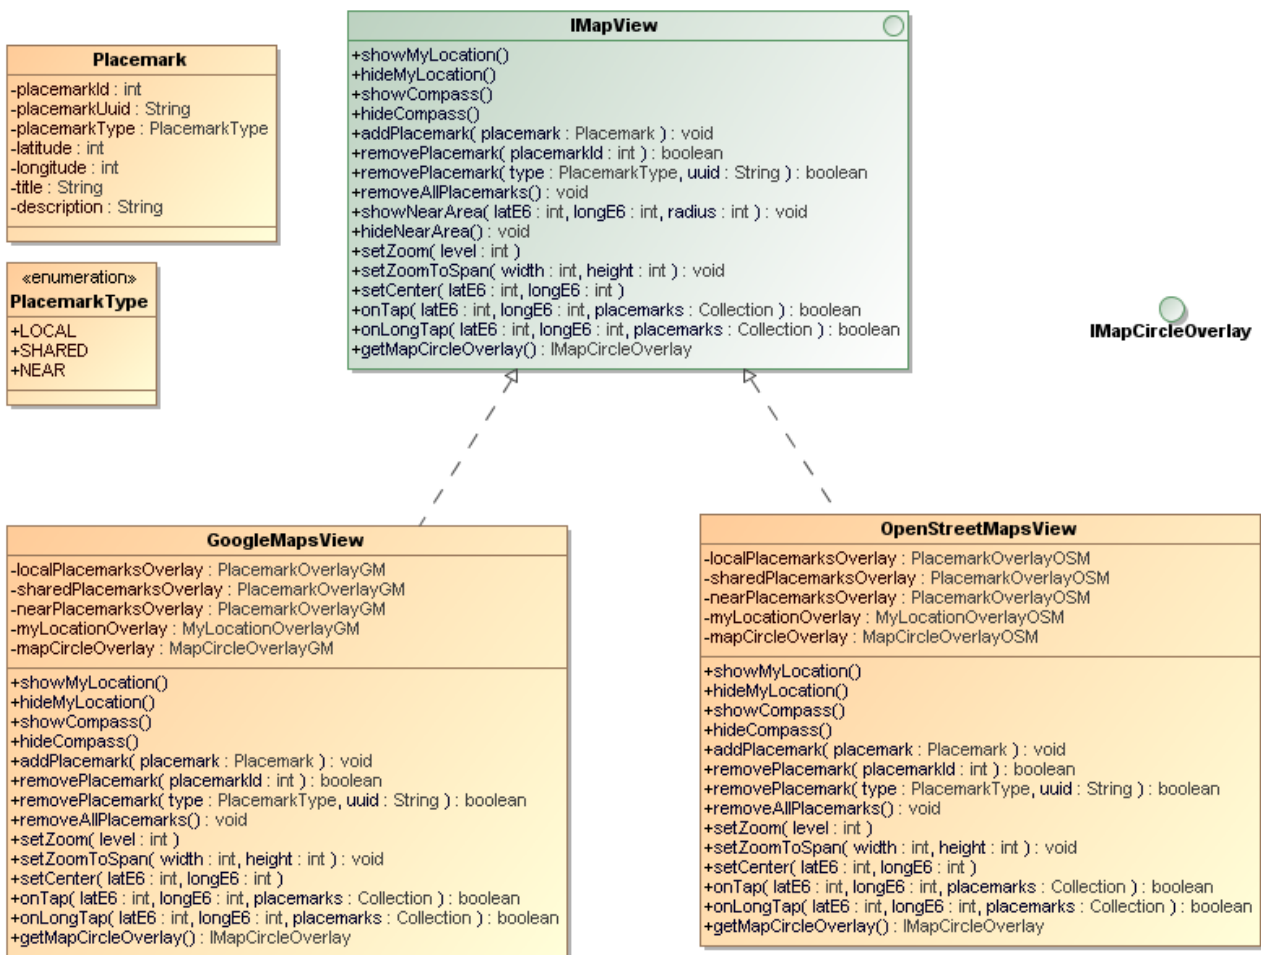 Placemark
-placemarkId : int
-placemarkUuid : String
-placemarkType : PlacemarkType
-latitude : int
-longitude : int
-title : String
-description : String
«enumeration»
PlacemarkType
+LOCAL
+SHARED
+NEAR
IMapView
+showMyLocation()
+hideMyLocation()
+showCompass()
+hideCompass()
+addPlacemark( placemark : Placemark ) : void
+removePlacemark( placemarkId : int ) : boolean
+removePlacemark( type : PlacemarkType, uuid : String ) : boolean
+removeAllPlacemarks() : void
+showNearArea( latE6 : int, longE6 : int, radius : int ) : void
+hideNearArea() : void
+setZoom( level : int )
+setZoomToSpan( width : int, height : int ) : void
+setCenter( latE6 : int, longE6 : int )
+onTap( latE6 : int, longE6 : int, placemarks : Collection ) : boolean
+onLongTap( latE6 : int, longE6 : int, placemarks : Collection ) : boolean
+getMapCircleOverlay() : IMapCircleOverlay
IMapCircleOverlay
GoogleMapsView
-localPlacemarksOverlay : PlacemarkOverlayGM
-sharedPlacemarksOverlay : PlacemarkOverlayGM
-nearPlacemarksOverlay : PlacemarkOverlayGM
-myLocationOverlay : MyLocationOverlayGM
-mapCircleOverlay : MapCircleOverlayGM
+showMyLocation()
+hideMyLocation()
+showCompass()
+hideCompass()
+addPlacemark( placemark : Placemark ) : void
+removePlacemark( placemarkId : int ) : boolean
+removePlacemark( type : PlacemarkType, uuid : String ) : boolean
+removeAllPlacemarks() : void
+setZoom( level : int )
+setZoomToSpan( width : int, height : int ) : void
+setCenter( latE6 : int, longE6 : int )
+onTap( latE6 : int, longE6 : int, placemarks : Collection ) : boolean
+onLongTap( latE6 : int, longE6 : int, placemarks : Collection ) : boolean
+getMapCircleOverlay() : IMapCircleOverlay
OpenStreetMapsView
-localPlacemarksOverlay : PlacemarkOverlayOSM
-sharedPlacemarksOverlay : PlacemarkOverlayOSM
-nearPlacemarksOverlay : PlacemarkOverlayOSM
-myLocationOverlay : MyLocationOverlayOSM
-mapCircleOverlay : MapCircleOverlayOSM
+showMyLocation()
+hideMyLocation()
+showCompass()
+hideCompass()
+addPlacemark( placemark : Placemark ) : void
+removePlacemark( placemarkId : int ) : boolean
+removePlacemark( type : PlacemarkType, uuid : String ) : boolean
+removeAllPlacemarks() : void
+setZoom( level : int )
+setZoomToSpan( width : int, height : int ) : void
+setCenter( latE6 : int, longE6 : int )
+onTap( latE6 : int, longE6 : int, placemarks : Collection ) : boolean
+onLongTap( latE6 : int, longE6 : int, placemarks : Collection ) : boolean
+getMapCircleOverlay() : IMapCircleOverlay